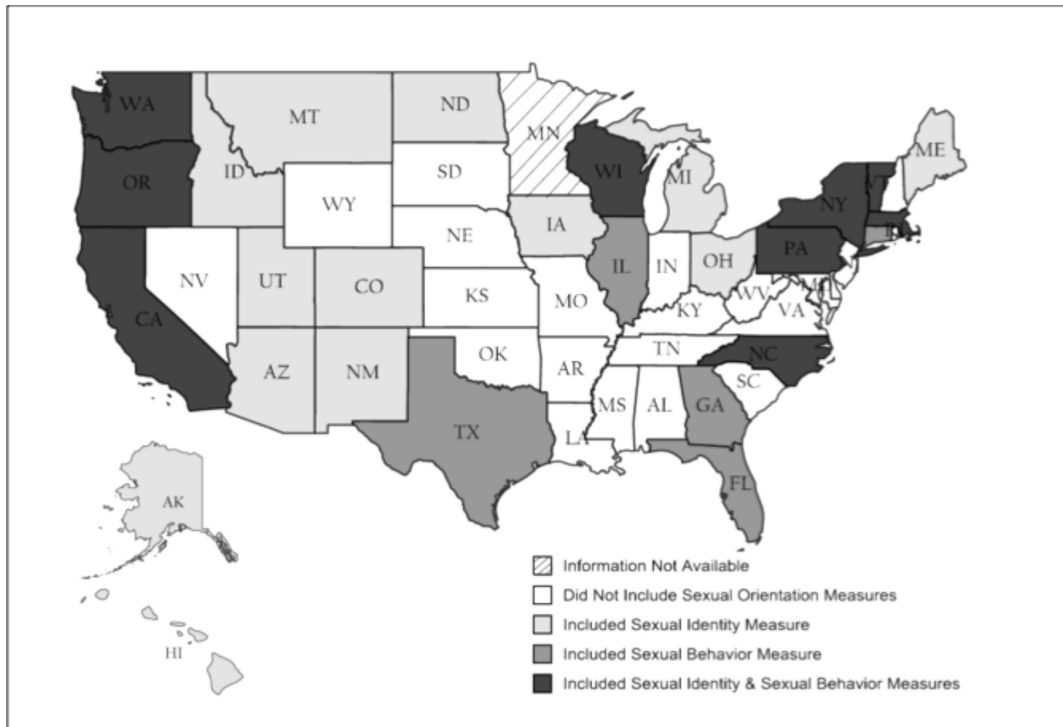 WA
MT
ND
MN
ME
OR
ID
WI
VT
SD
MI
NY
WY
IA
PA
NE
OH
NV
UT
IL
IN
CO
WV
CA
KS
MO
VA
KY
NC
TN
AZ
NM
OK
AR
SC
MS
AL
GA
TX
LA
FL
AK
HI
Information Not Available
Did Not Include Sexual Orientation Measures
Included Sexual Identity Measure
Included Sexual Behavior Measure
Included Sexual Identity & Sexual Behavior Measures